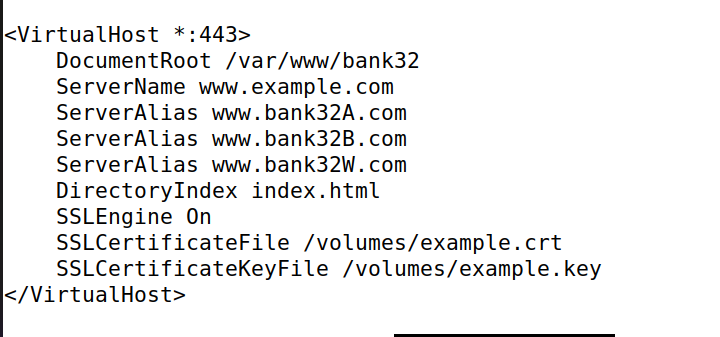 <VirtualHost *:443>
    DocumentRoot /var/www/bank32
    ServerName www.example.com
    ServerAlias www.bank32A.com
    ServerAlias www.bank32B.com
    ServerAlias www.bank32W.com
    DirectoryIndex index.html
    SSLEngine On
    SSLCertificateFile /volumes/example.crt
    SSLCertificateKeyFile /volumes/example.key
</VirtualHost>